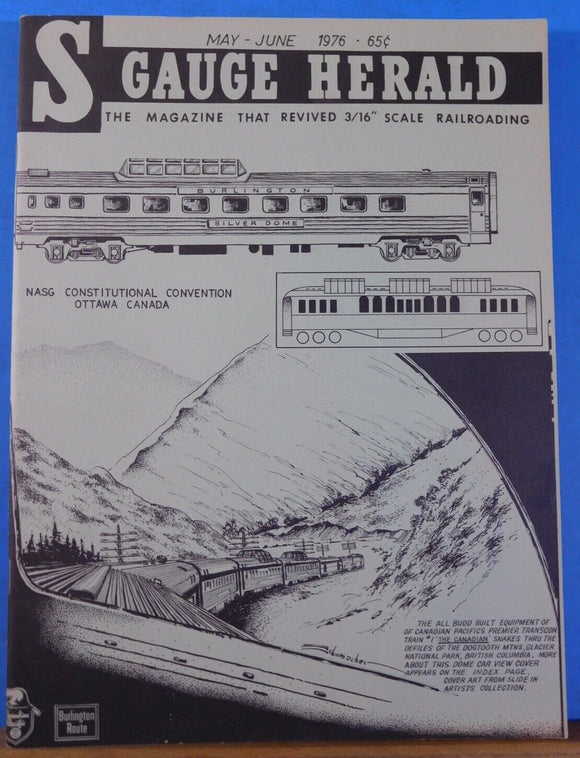 MAY - JUNE 1976 · 65¢
S GAUGE HERALD
THE MAGAZINE THAT REVIVED 3/16" SCALE RAILROADING
BURLINGTON
SILVER DOME
NASG CONSTITUTIONAL CONVENTION
OTTAWA CANADA
THE ALL BUDD BUILT EQUIPMENT OF
OF CANADIAN PACIFICS PREMIER TRANSCON
TRAIN #1 'THE CANADIAN' SNAKES THRU THE
DEFILES OF THE DOGTOOTH MTNS, GLACIER
NATIONAL PARK, BRITISH COLUMBIA. MORE
ABOUT THIS DOME CAR VIEW COVER
APPEARS ON THE INDEX PAGE.
COVER ART FROM SLIDE IN
ARTISTS COLLECTION.
Schumacher
Burlington
Route